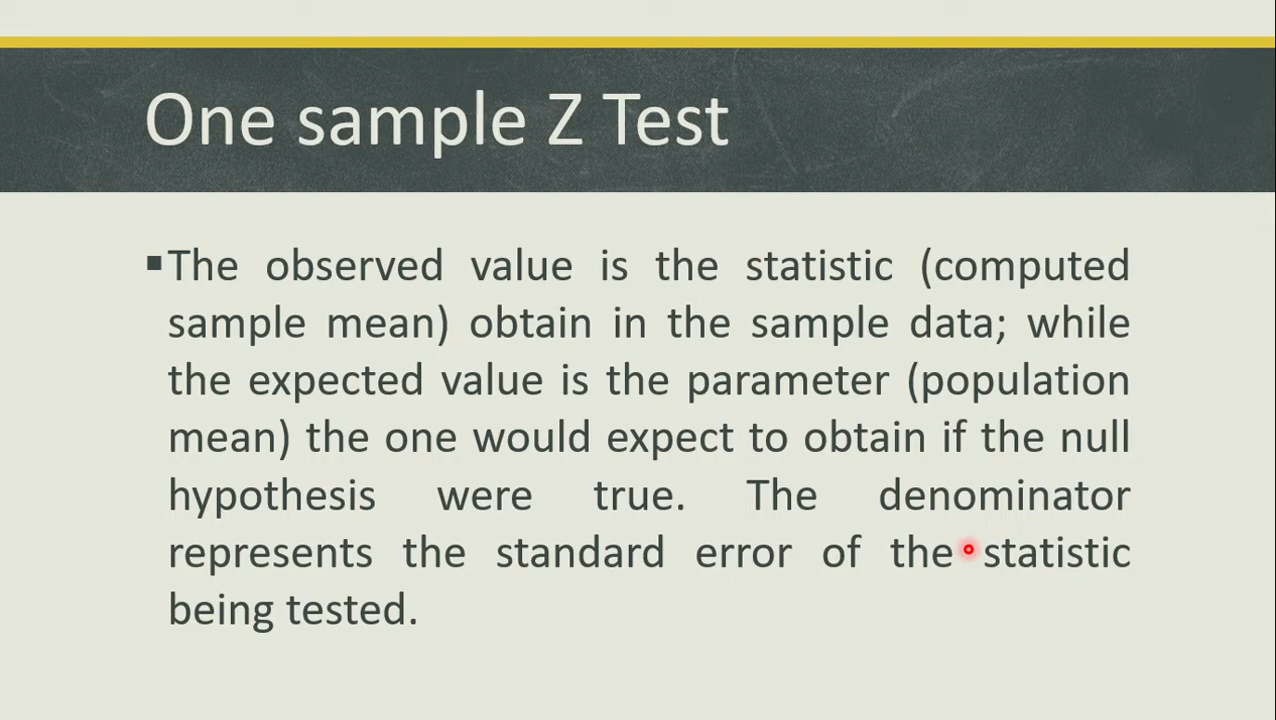 One sample Z Test
▪The observed value is the statistic (computed
sample mean) obtain in the sample data; while
the expected value is the parameter (population
mean) the one would expect to obtain if the null
hypothesis were true. The denominator
represents the standard error of the statistic
being tested.